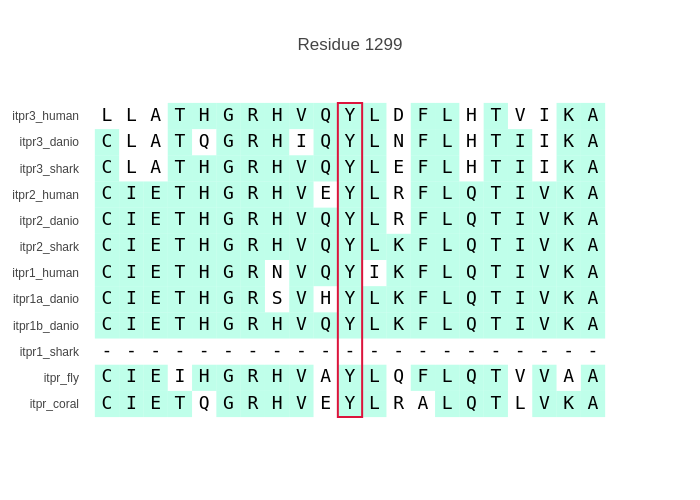 Residue 1299
itpr3_human L L A T H G R H V Q Y L D F L H T V I K A
itpr3_danio C L A T Q G R H I Q Y L N F L H T I I K A
itpr3_shark C L A T H G R H V Q Y L E F L H T I I K A
itpr2_human C I E T H G R H V E Y L R F L Q T I V K A
itpr2_danio C I E T H G R H V Q Y L R F L Q T I V K A
itpr2_shark C I E T H G R H V Q Y L K F L Q T I V K A
itpr1_human C I E T H G R N V Q Y I K F L Q T I V K A
itpr1a_danio C I E T H G R S V H Y L K F L Q T I V K A
itpr1b_danio C I E T H G R H V Q Y L K F L Q T I V K A
itpr1_shark - - - - - - - - - - - - - - - - - - - - -
itpr_fly C I E I H G R H V A Y L Q F L Q T V V A A
itpr_coral C I E T Q G R H V E Y L R A L Q T L V K A